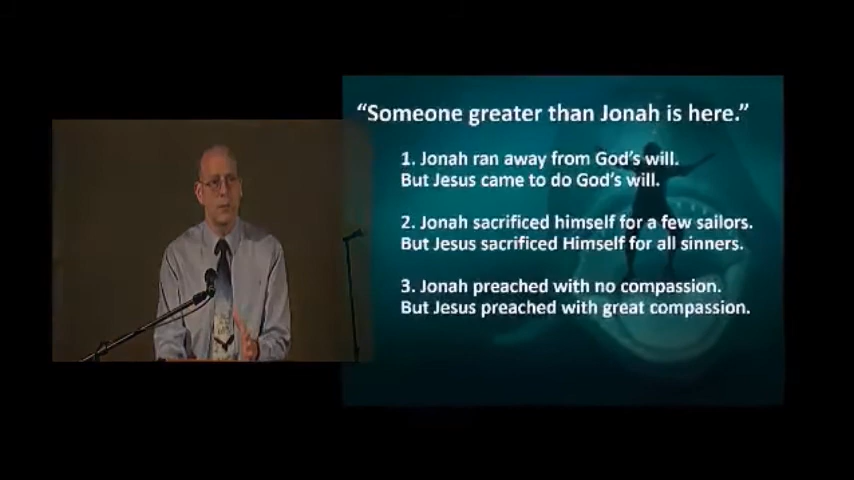 “Someone greater than Jonah is here.”
1. Jonah ran away from God’s will.
But Jesus came to do God’s will.
2. Jonah sacrificed himself for a few sailors.
But Jesus sacrificed Himself for all sinners.
3. Jonah preached with no compassion.
But Jesus preached with great compassion.